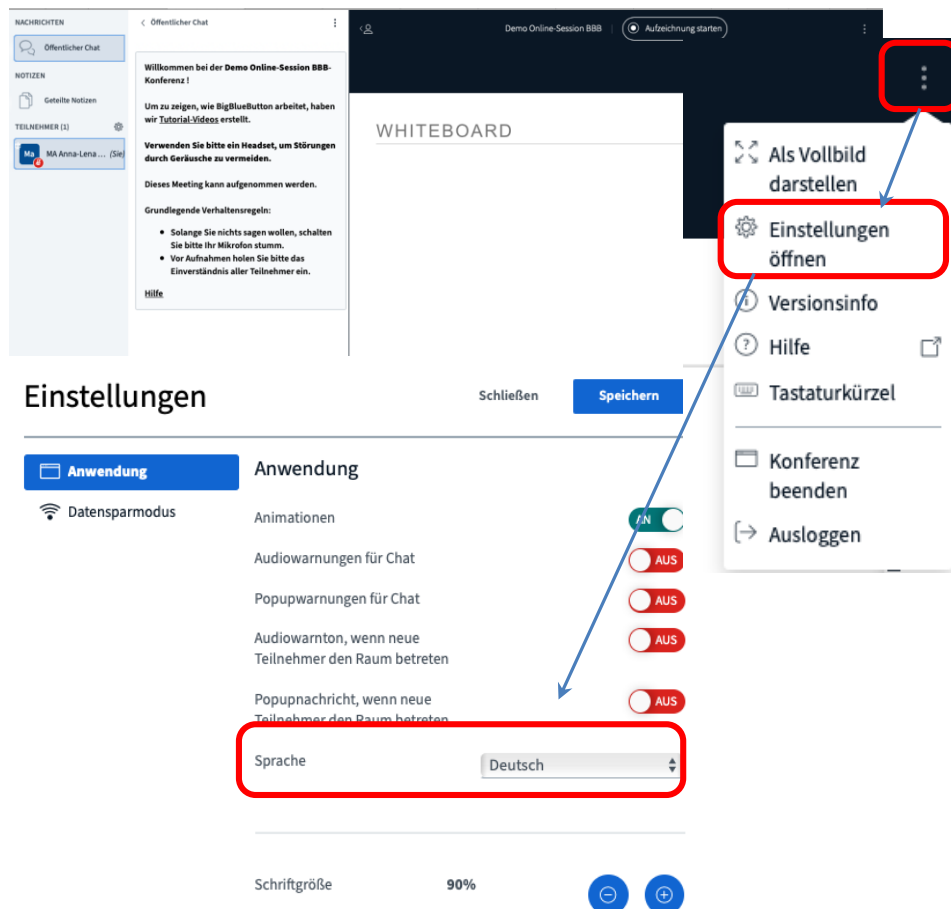 NACHRICHTEN
Öffentlicher Chat
NOTIZEN
Geteilte Notizen
TEILNEHMER (1)
Ma MA Anna-Lena ... (Sie)
Öffentlicher Chat
Willkommen bei der Demo Online-Session BBB-
Konferenz !
Um zu zeigen, wie BigBlueButton arbeitet, haben
wir Tutorial-Videos erstellt.
Verwenden Sie bitte ein Headset, um Störungen
durch Geräusche zu vermeiden.
Dieses Meeting kann aufgenommen werden.
Grundlegende Verhaltensregeln:
• Solange Sie nichts sagen wollen, schalten
Sie bitte Ihr Mikrofon stumm.
• Vor Aufnahmen holen Sie bitte das
Einverständnis aller Teilnehmer ein.
Hilfe
Demo Online-Session BBB
Aufzeichnung starten
WHITEBOARD
Als Vollbild
darstellen
Einstellungen
öffnen
Versionsinfo
Hilfe
Tastaturkürzel
Konferenz
beenden
Ausloggen
Einstellungen
Schließen
Speichern
Anwendung
Datensparmodus
Anwendung
Animationen
AN
Audiowarnungen für Chat
AUS
Popupwarnungen für Chat
AUS
Audiowarnton, wenn neue
Teilnehmer den Raum betreten
AUS
Popupnachricht, wenn neue
Teilnehmer den Raum betreten
AUS
Sprache
Deutsch
Schriftgröße
90%